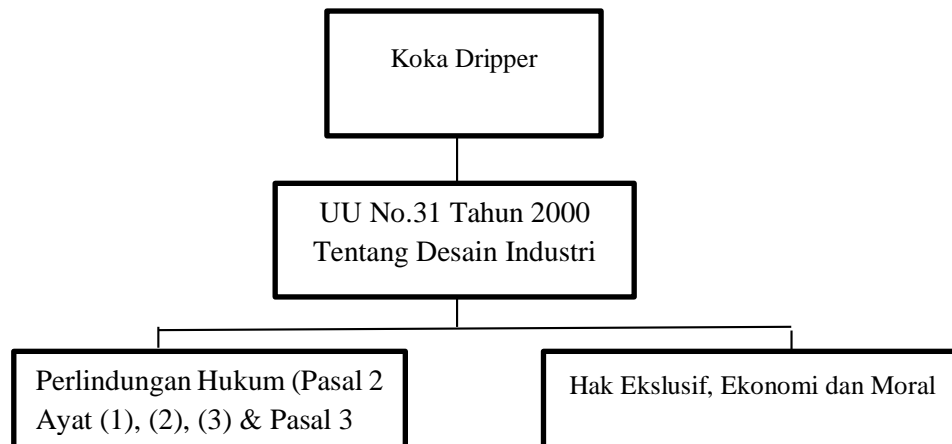 Koka Dripper
UU No.31 Tahun 2000
Tentang Desain Industri
Perlindungan Hukum (Pasal 2
Ayat (1), (2), (3) & Pasal 3
Hak Ekslusif, Ekonomi dan Moral